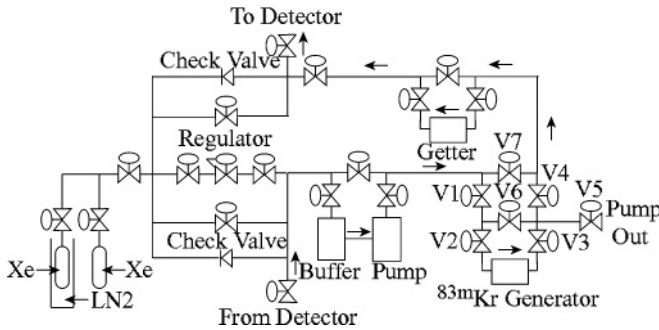 To Detector
Check Valve
Regulator
Getter
V7
V4
V1
V6
V5
Pump
Out
V2
V3
Check Valve
Xe
Xe
LN2
Buffer
Pump
83mKr Generator
From Detector